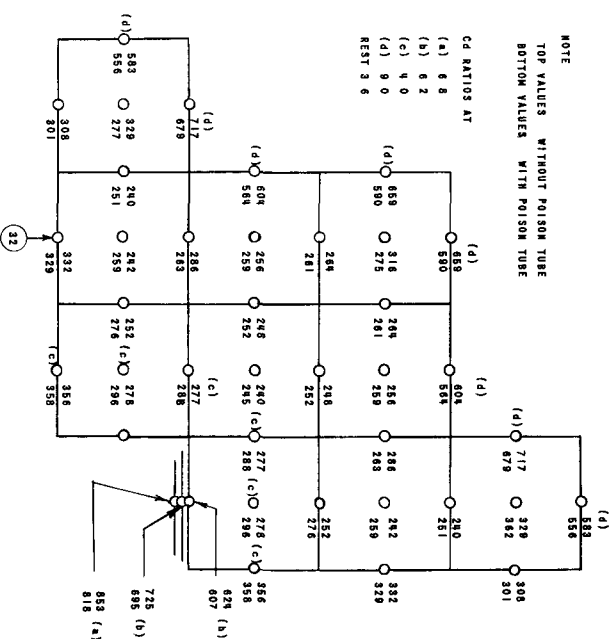 NOTE
TOP VALUES WITHOUT POISON TUBE
BOTTOM VALUES WITH POISON TUBE
Cd RATIOS AT
(a) 6 8
(b) 6 2
(c) 4 0
(d) 9 0
REST 3 6
(d)
583
556
(d) 717 329 308
679 362 301
(d) (d)
659 604 240
590 564 251
(d) 659 316 264 256 286 242 332
590 275 261 259 263 259 329
264 246 252
261 252 276
(d) 604 256 246 240 (c) 277 (c) 276 (c) 356
564 259 252 245 288 296 358
624
607 (b)
(d) (c)
717 286 277
679 283 288
725
695 (b)
(d) 583 329 240 242 252 (c) 278
556 277 251 259 276 296
853
818 (a)
308 332 (c) 356
301 329 358
32